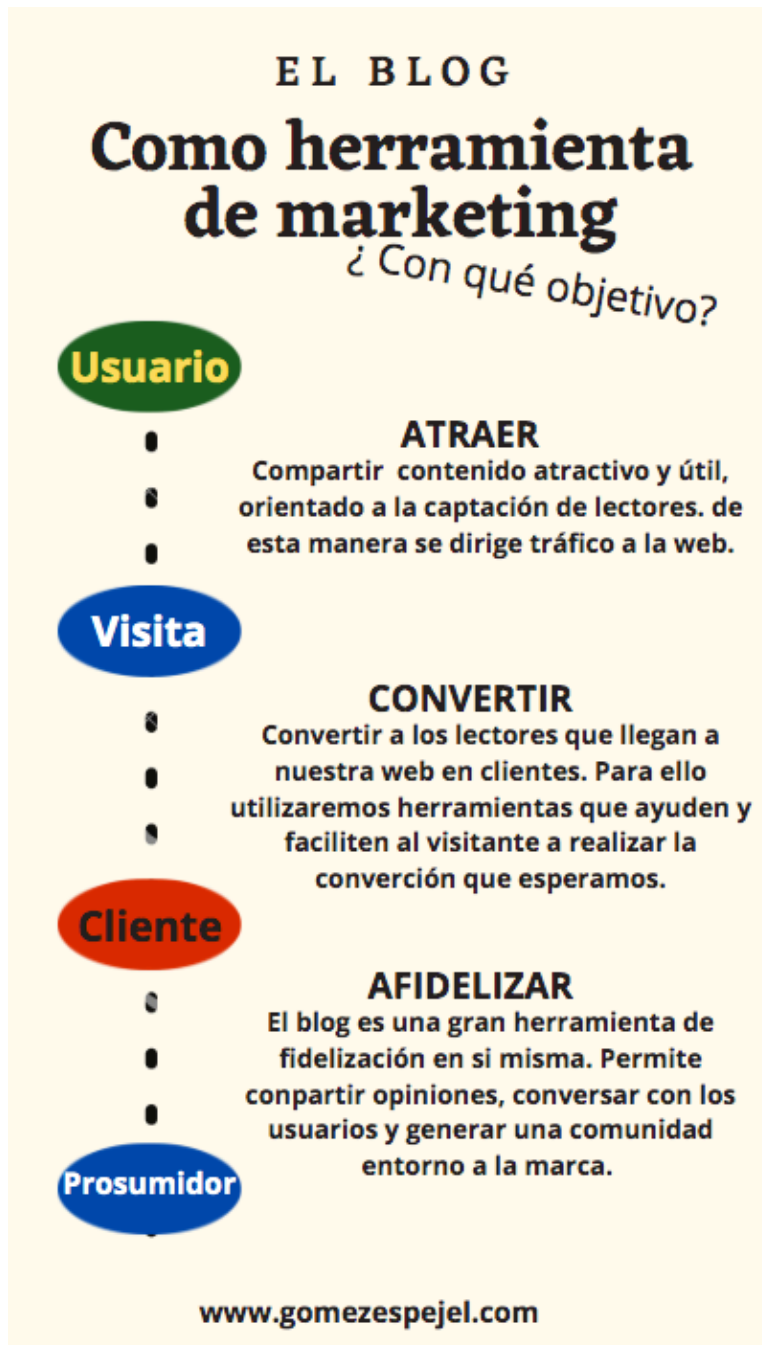 EL BLOG
Como herramienta
de marketing
¿ Con qué objetivo?
Usuario
ATRAER
Compartir contenido atractivo y útil,
orientado a la captación de lectores. de
esta manera se dirige tráfico a la web.
Visita
CONVERTIR
Convertir a los lectores que llegan a
nuestra web en clientes. Para ello
utilizaremos herramientas que ayuden y
faciliten al visitante a realizar la
converción que esperamos.
Cliente
AFIDELIZAR
El blog es una gran herramienta de
fidelización en si misma. Permite
conpartir opiniones, conversar con los
usuarios y generar una comunidad
entorno a la marca.
Prosumidor
www.gomezespejel.com